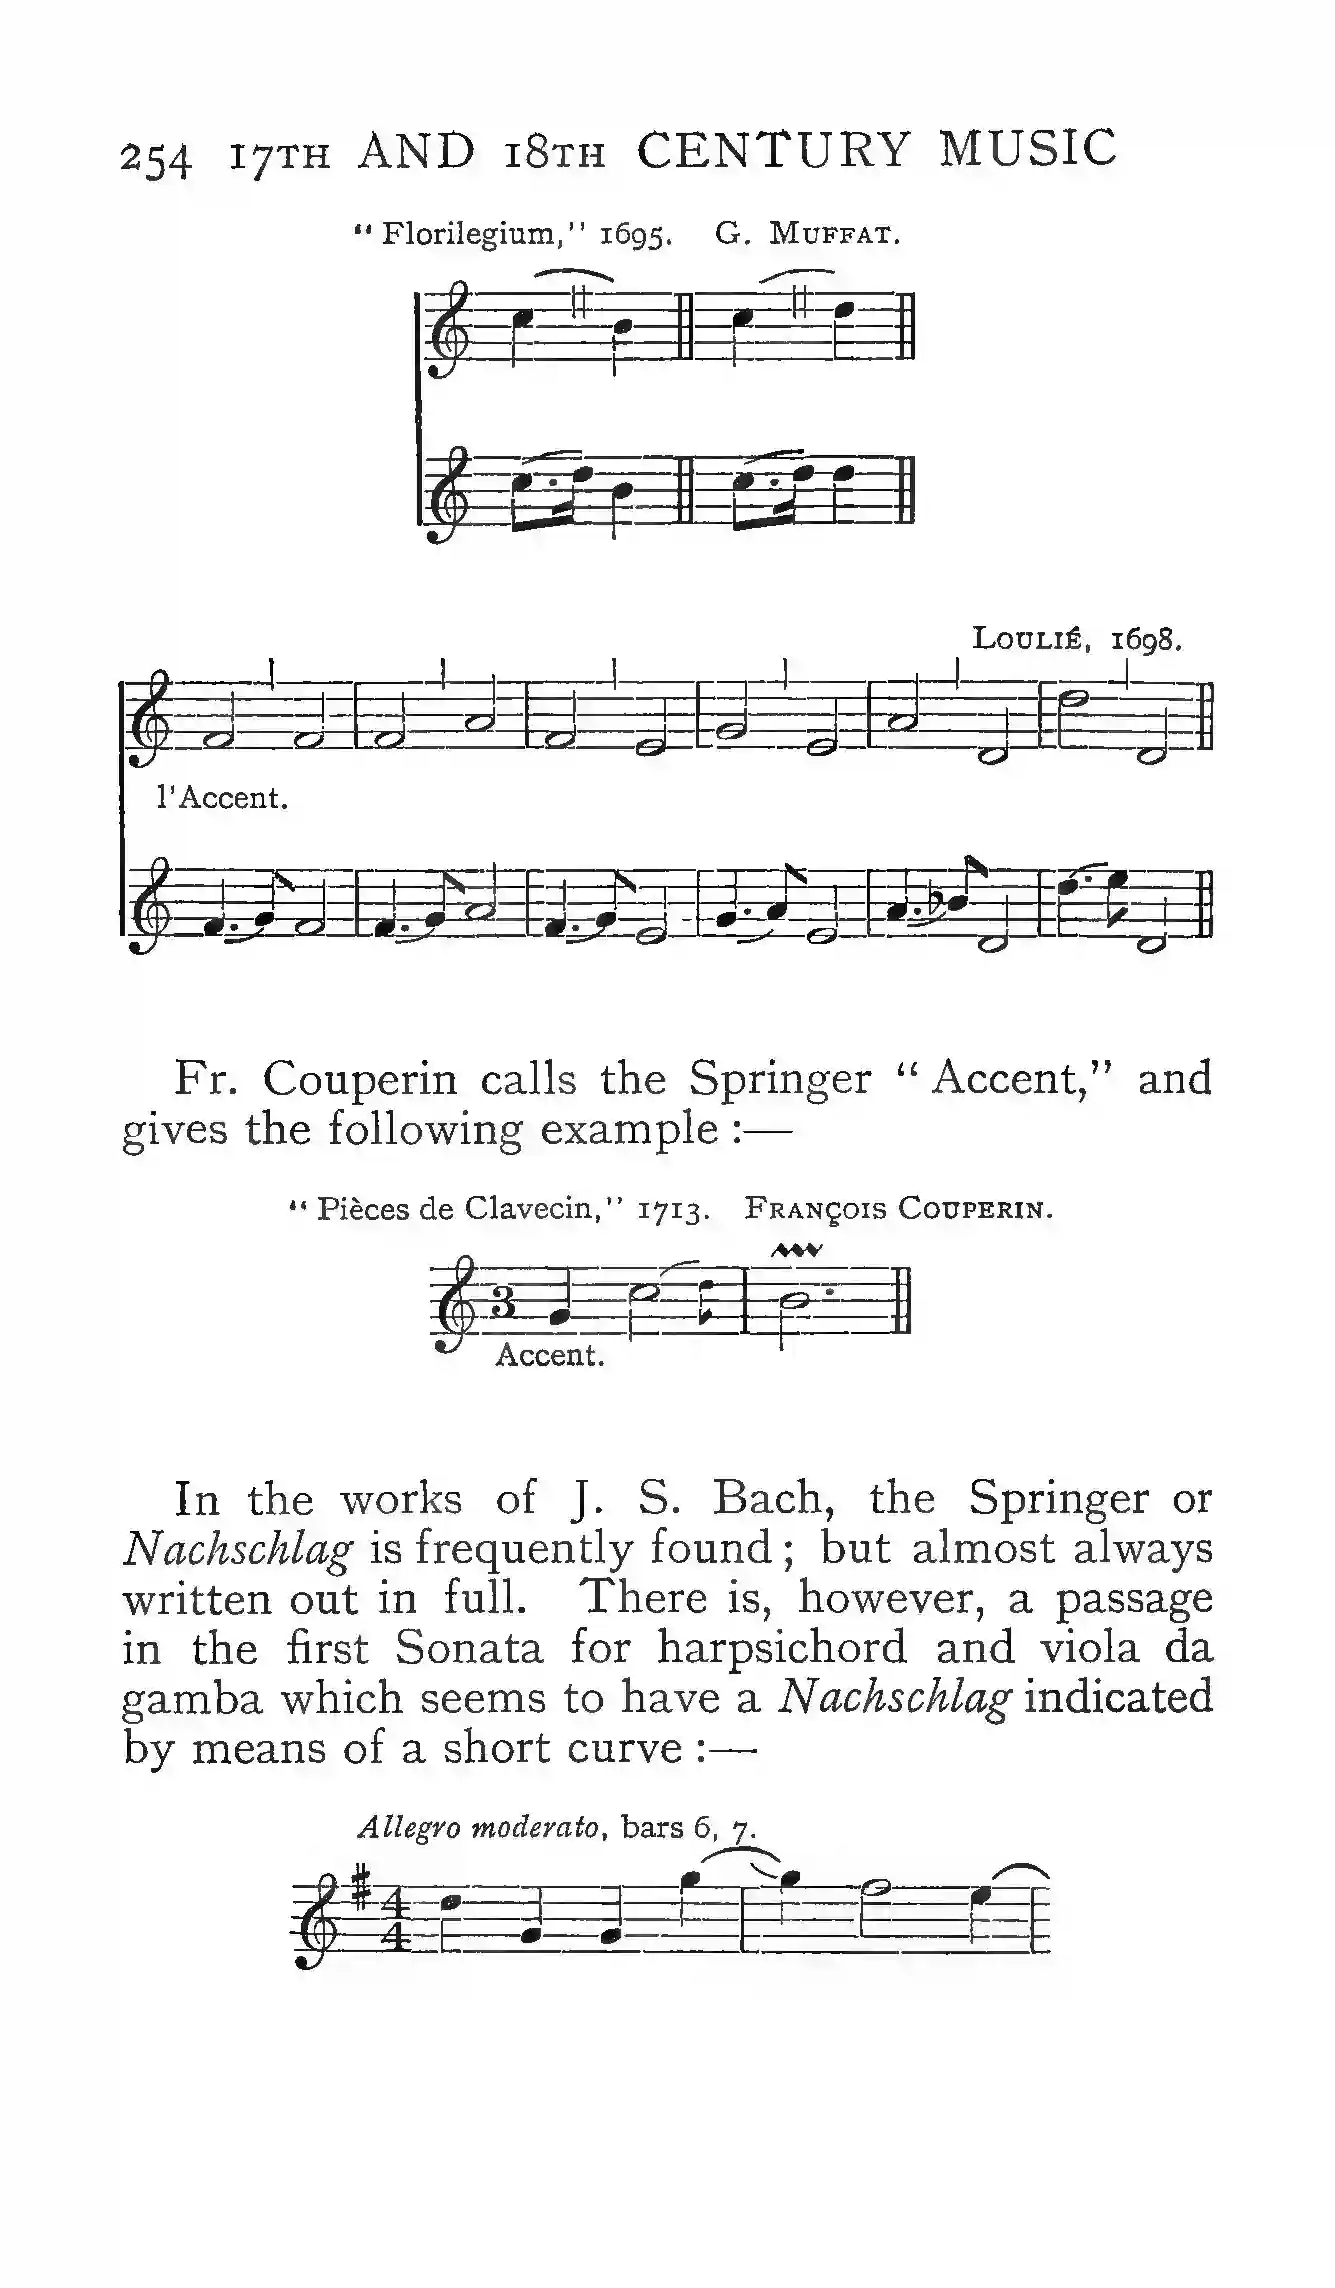 254 17TH AND 18TH CENTURY MUSIC
“ Florilegium,” 1695. G. MUFFAT.
LOULIÉ, 1698.
l’Accent.
Fr. Couperin calls the Springer “ Accent,” and
gives the following example :—
“ Pièces de Clavecin,” 1713. FRANÇOIS COUPERIN.
3
Accent.
In the works of J. S. Bach, the Springer or
Nachschlag is frequently found ; but almost always
written out in full. There is, however, a passage
in the first Sonata for harpsichord and viola da
gamba which seems to have a Nachschlag indicated
by means of a short curve :—
Allegro moderato, bars 6, 7.
4
4